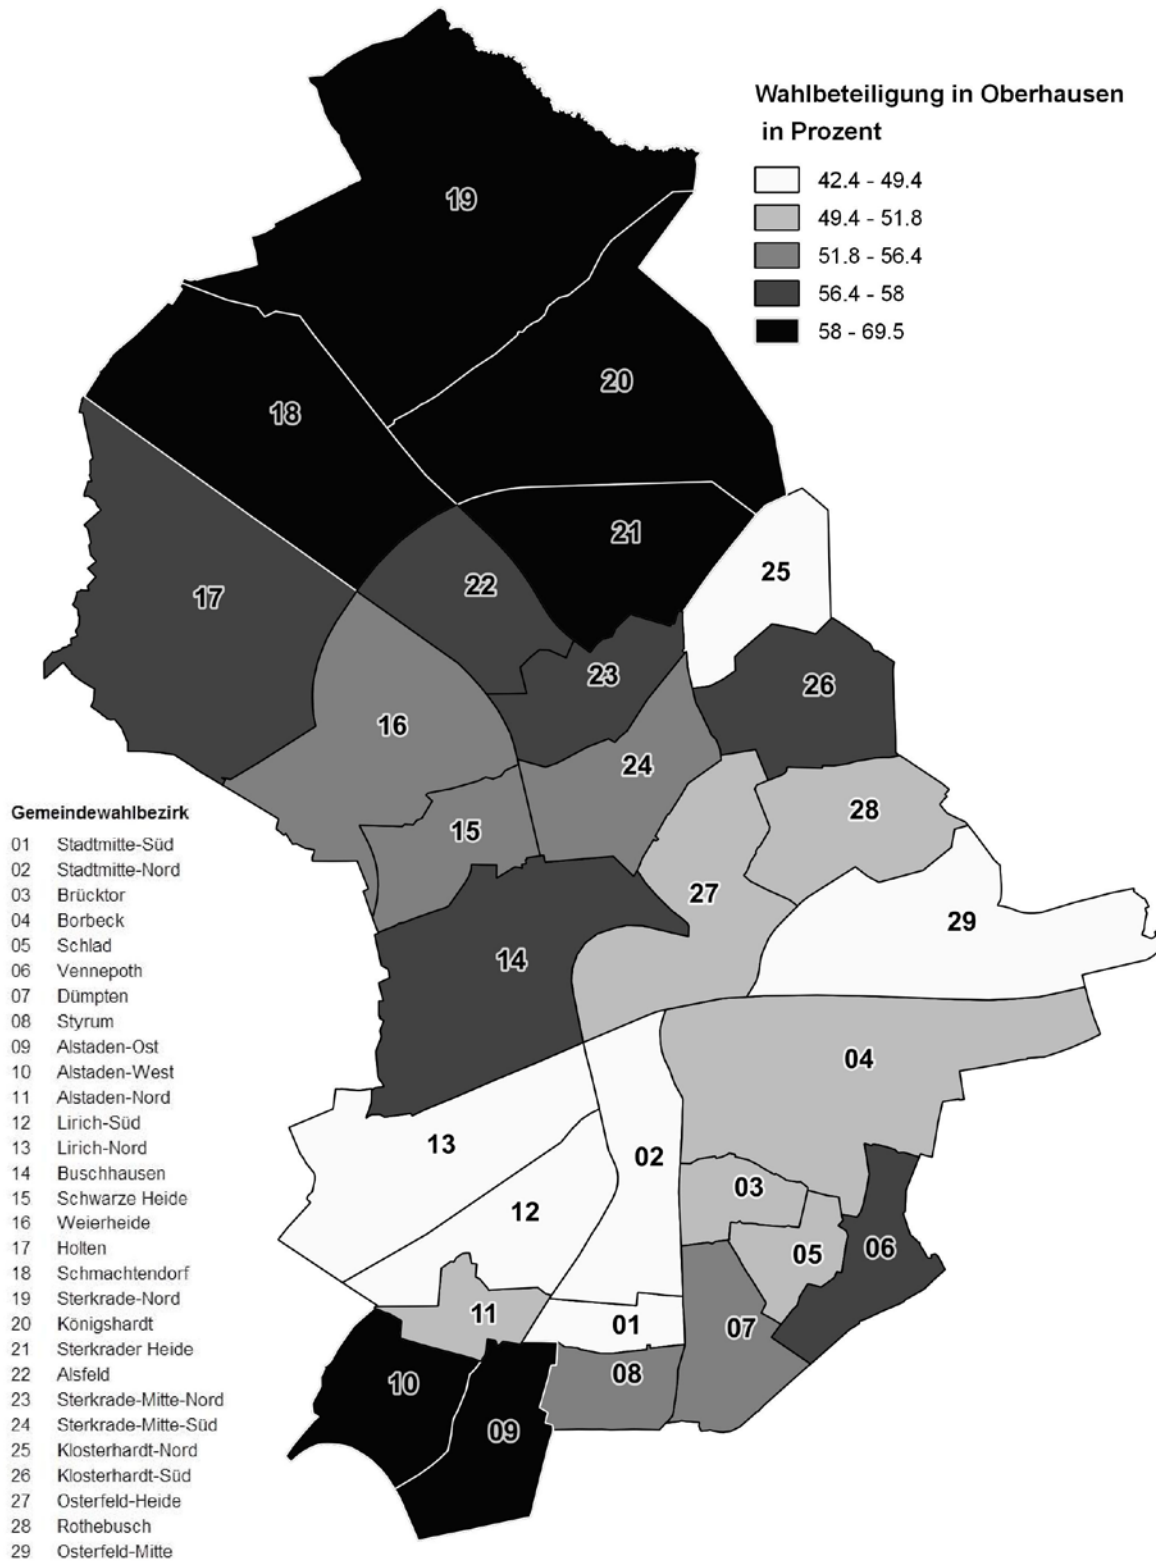 Wahlbeteiligung in Oberhausen
in Prozent
42.4 - 49.4
49.4 - 51.8
51.8 - 56.4
56.4 - 58
58 - 69.5
19
20
18
21
25
22
17
23
26
16
24
28
15
27
29
14
04
13
02
03
12
05
06
11
01
07
08
10
09
Gemeindewahlbezirk
01 Stadtmitte-Süd
02 Stadtmitte-Nord
03 Brücktor
04 Borbeck
05 Schlad
06 Vennepoth
07 Dümpten
08 Styrum
09 Alstaden-Ost
10 Alstaden-West
11 Alstaden-Nord
12 Lirich-Süd
13 Lirich-Nord
14 Buschhausen
15 Schwarze Heide
16 Weierheide
17 Holten
18 Schmachtendorf
19 Sterkrade-Nord
20 Königshardt
21 Sterkrader Heide
22 Alsfeld
23 Sterkrade-Mitte-Nord
24 Sterkrade-Mitte-Süd
25 Klosterhardt-Nord
26 Klosterhardt-Süd
27 Osterfeld-Heide
28 Rothebusch
29 Osterfeld-Mitte